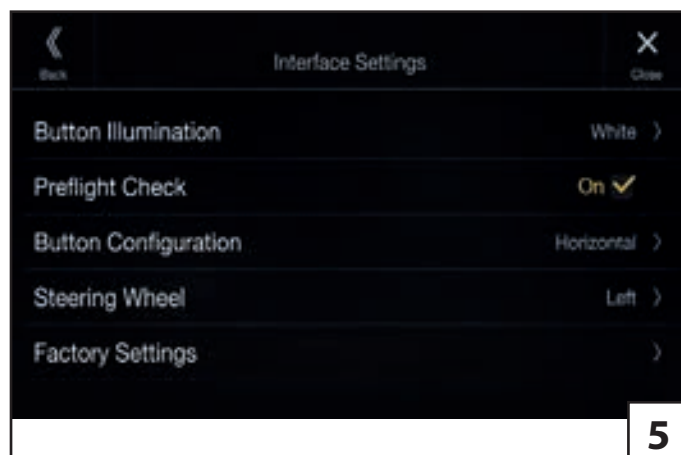 Back
Interface Settings
Close
Button Illumination White
Preflight Check On
Button Configuration Horizontal
Steering Wheel Left
Factory Settings
5